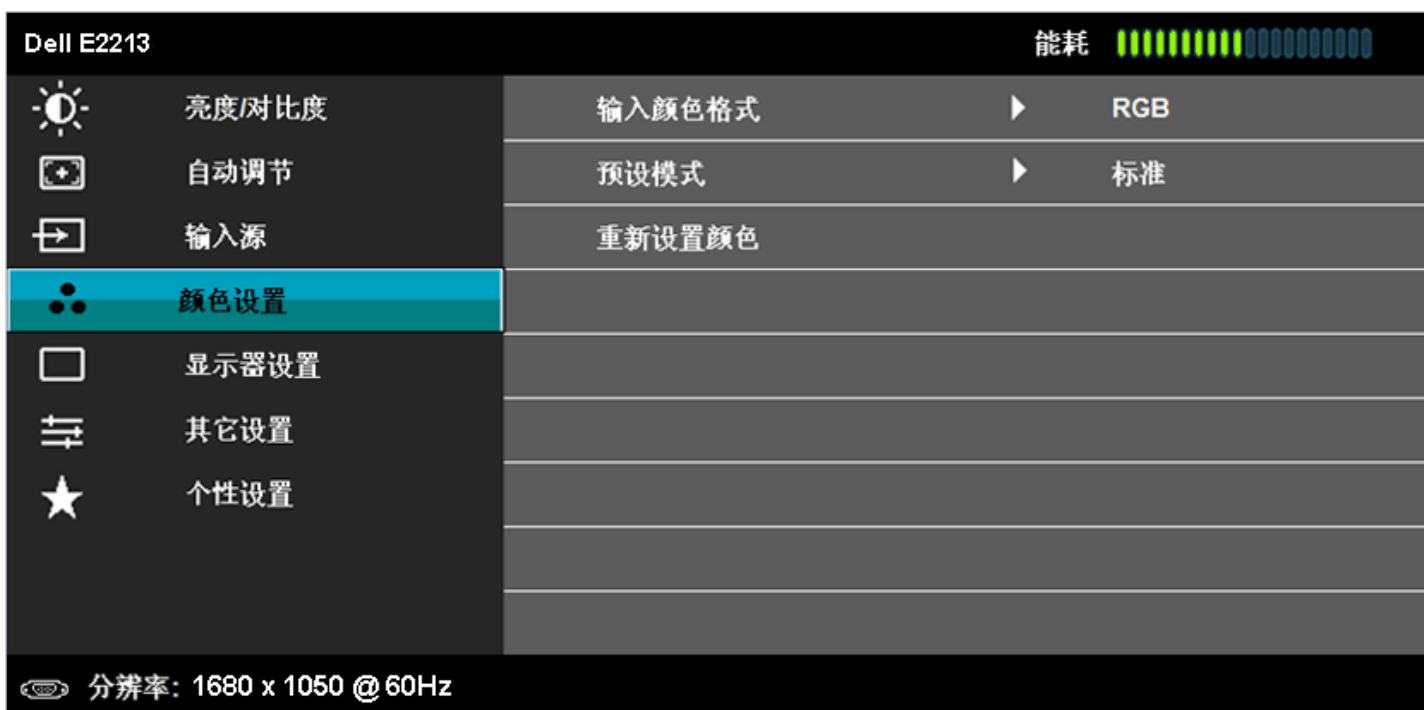 Dell E2213 能耗
亮度/对比度 输入颜色格式 RGB
自动调节 预设模式 标准
输入源 重新设置颜色
颜色设置
显示器设置
其它设置
个性设置
分辨率: 1680 x 1050 @ 60Hz